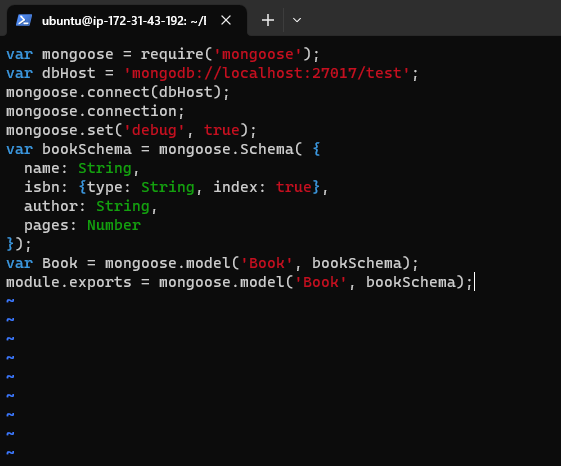 ubuntu@ip-172-31-43-192: ~/l
var mongoose = require('mongoose');
var dbHost = 'mongodb://localhost:27017/test';
mongoose.connect(dbHost);
mongoose.connection;
mongoose.set('debug', true);
var bookSchema = mongoose.Schema( {
  name: String,
  isbn: {type: String, index: true},
  author: String,
  pages: Number
});
var Book = mongoose.model('Book', bookSchema);
module.exports = mongoose.model('Book', bookSchema);
~
~
~
~
~
~
~
~
~